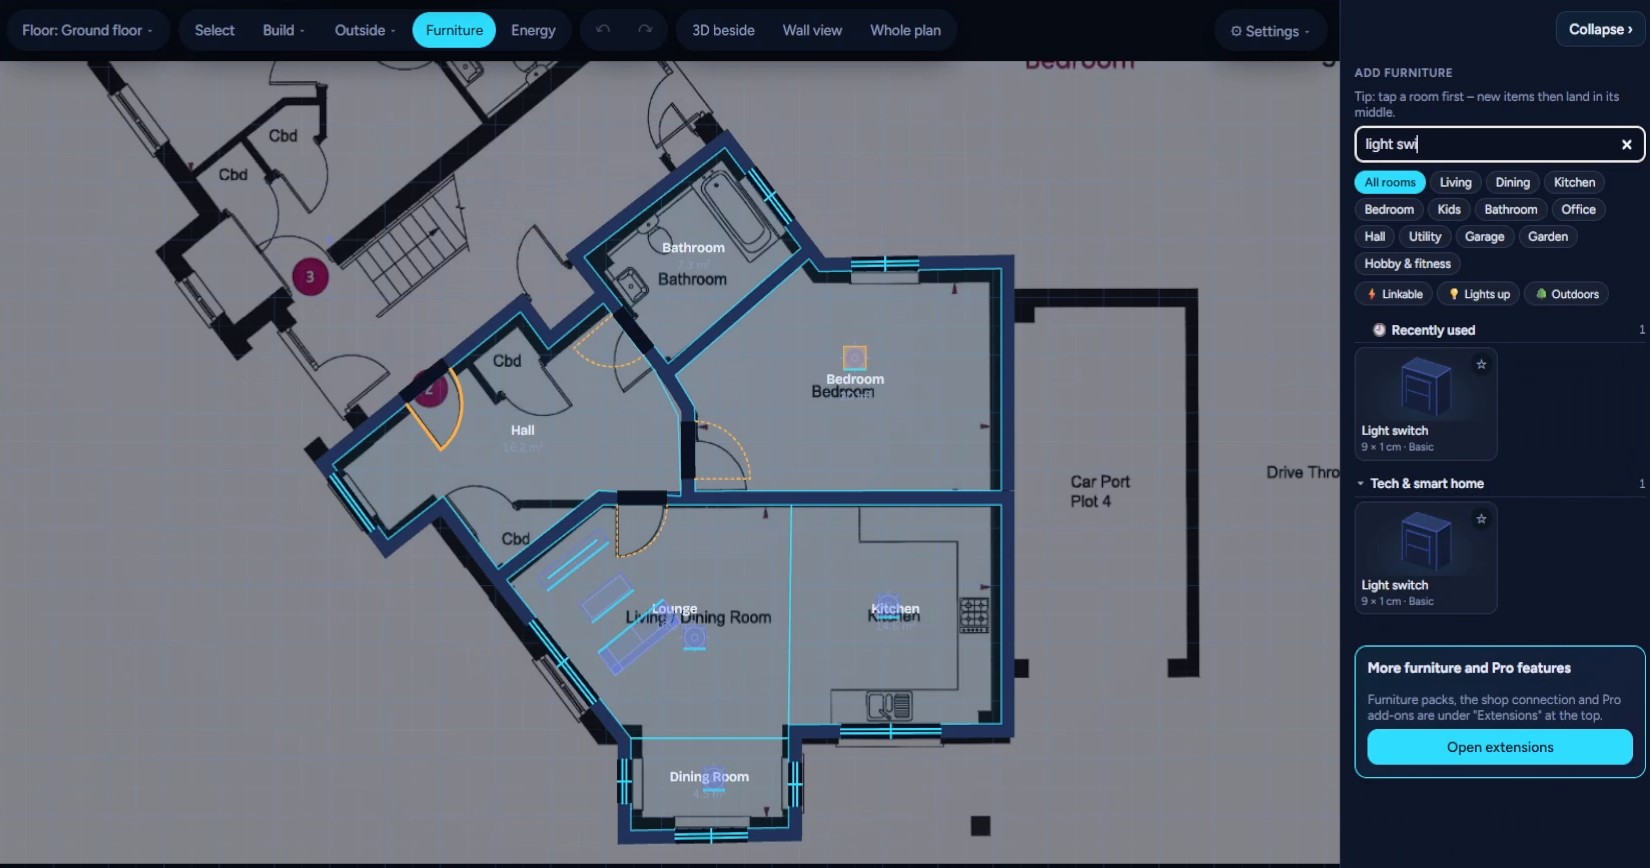 Floor: Ground floor
Select
Build
Outside
Furniture
Energy
3D beside
Wall view
Whole plan
Settings
Collapse ›
Bedroom
Cbd
Cbd
3
Bathroom
Bathroom
Cbd
2
Hall
Bedroom
Bedroom
Car Port
Plot 4
Drive Thro
Cbd
Lounge
Living / Dining Room
Kitchen
Kitchen
Dining Room
ADD FURNITURE
Tip: tap a room first – new items then land in its
middle.
light swi
All rooms
Living
Dining
Kitchen
Bedroom
Kids
Bathroom
Office
Hall
Utility
Garage
Garden
Hobby & fitness
Linkable
Lights up
Outdoors
Recently used
1
Light switch
9 × 1 cm · Basic
Tech & smart home
1
Light switch
9 × 1 cm · Basic
More furniture and Pro features
Furniture packs, the shop connection and Pro
add-ons are under "Extensions" at the top.
Open extensions